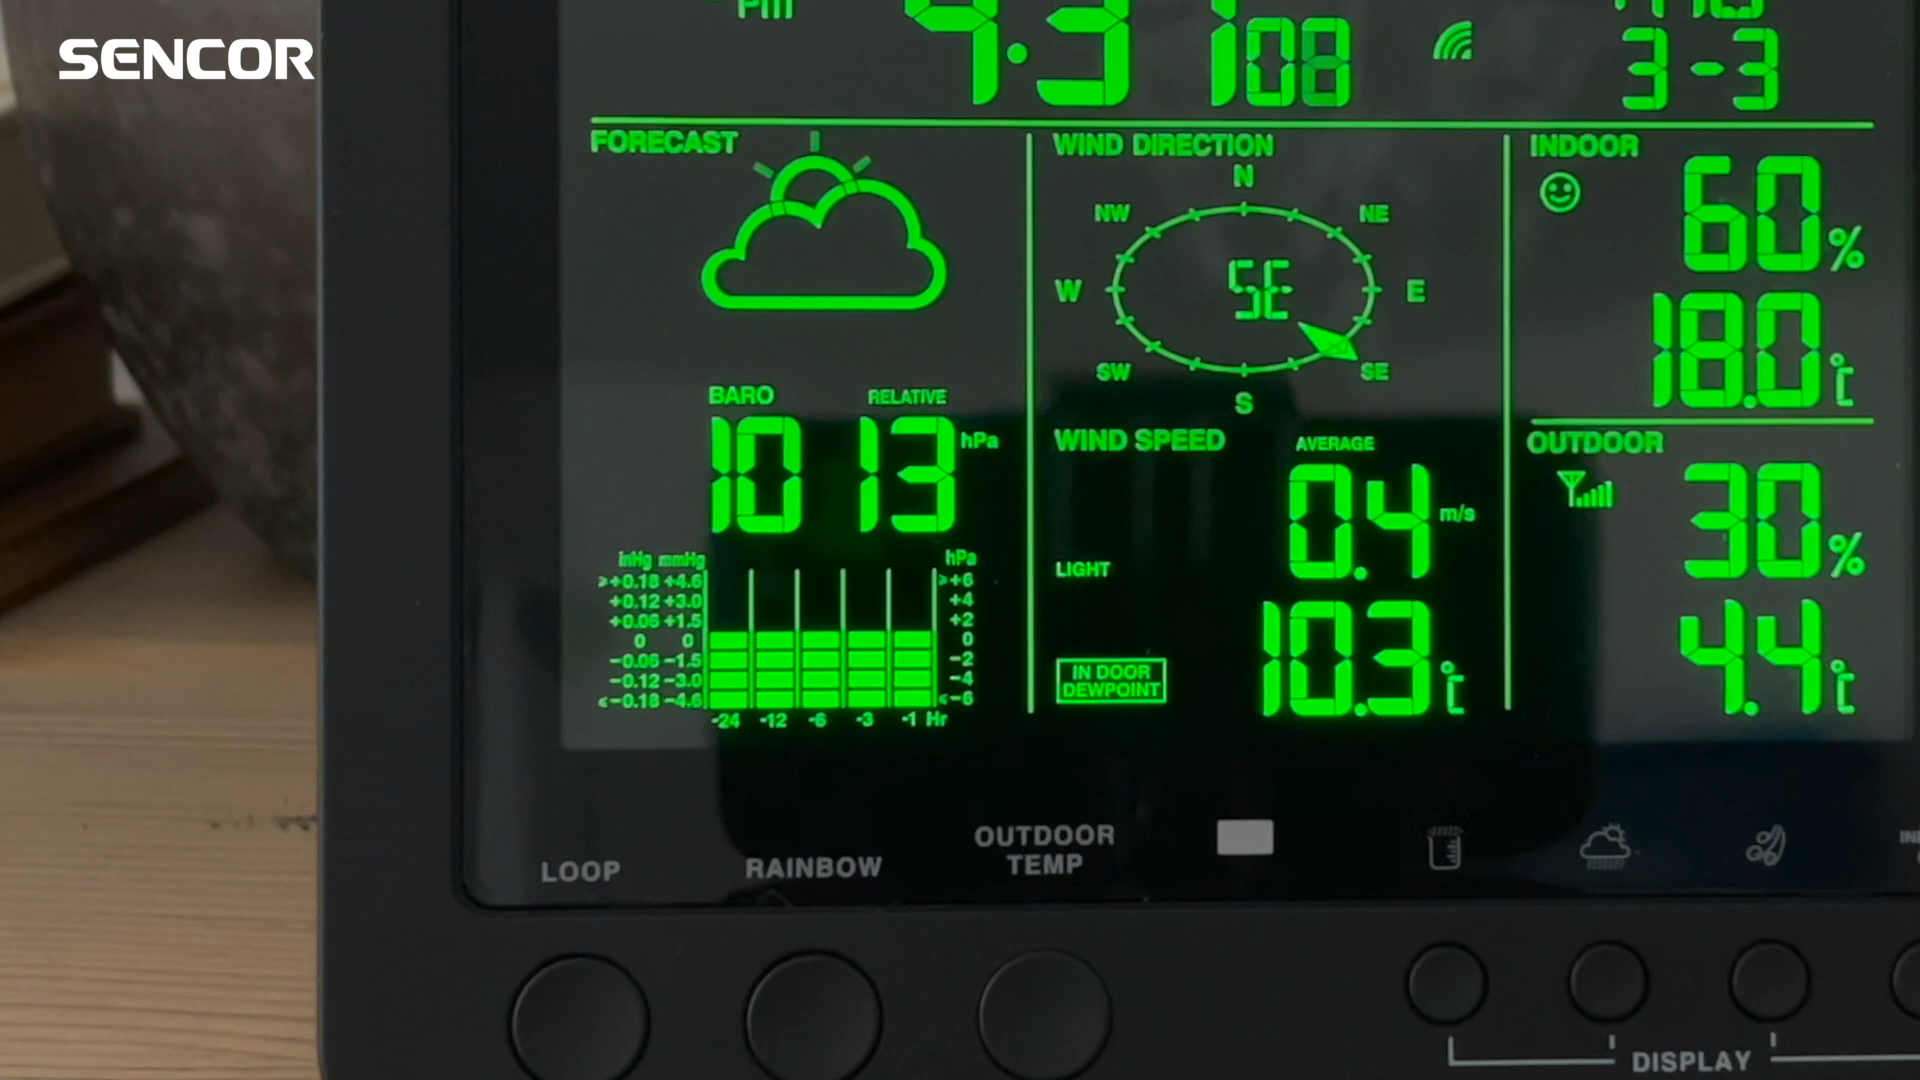 SENCOR
PM
4:31 08
3-3
FORECAST
WIND DIRECTION
N
NW
NE
W
SE
E
SW
SE
S
INDOOR
60%
18.0°C
BARO
RELATIVE
1013 hPa
WIND SPEED
AVERAGE
0.4 m/s
LIGHT
IN DOOR
DEWPOINT
10.3°C
OUTDOOR
30%
4.4°C
inHg mmHg hPa
≥+0.18 +4.6 ≥+6
+0.12 +3.0 +4
+0.06 +1.5 +2
0 0 0
-0.06 -1.5 -2
-0.12 -3.0 -4
≤-0.18 -4.6 ≤-6
-24 -12 -6 -3 -1 Hr
LOOP
RAINBOW
OUTDOOR
TEMP
DISPLAY